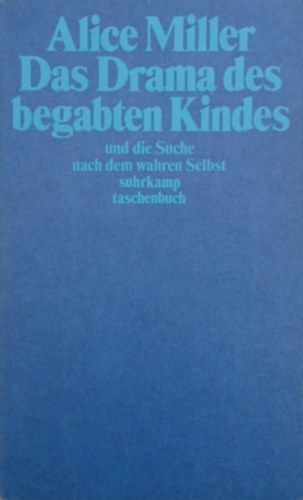 Alice Miller
Das Drama des
begabten Kindes
und die Suche
nach dem wahren Selbst
suhrkamp
taschenbuch